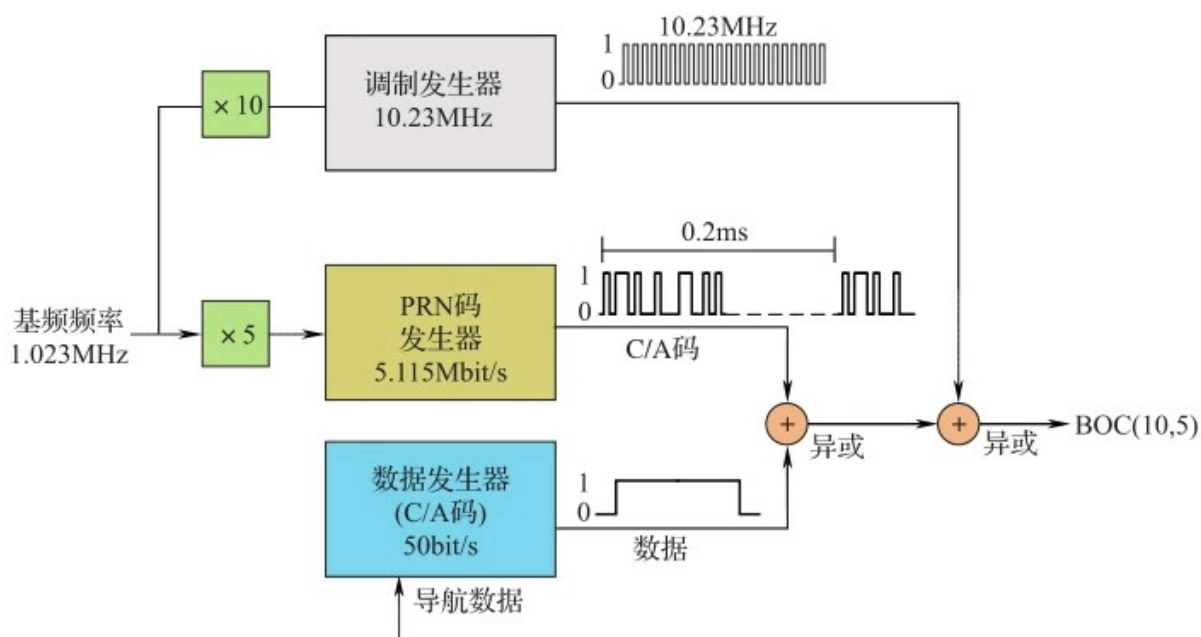 10.23MHz
1
0
× 10
调制发生器
10.23MHz
0.2ms
1
0
基频频率
1.023MHz
× 5
PRN码
发生器
5.115Mbit/s
C/A码
+
异或
+
异或
BOC(10,5)
数据发生器
(C/A码)
50bit/s
1
0
数据
导航数据